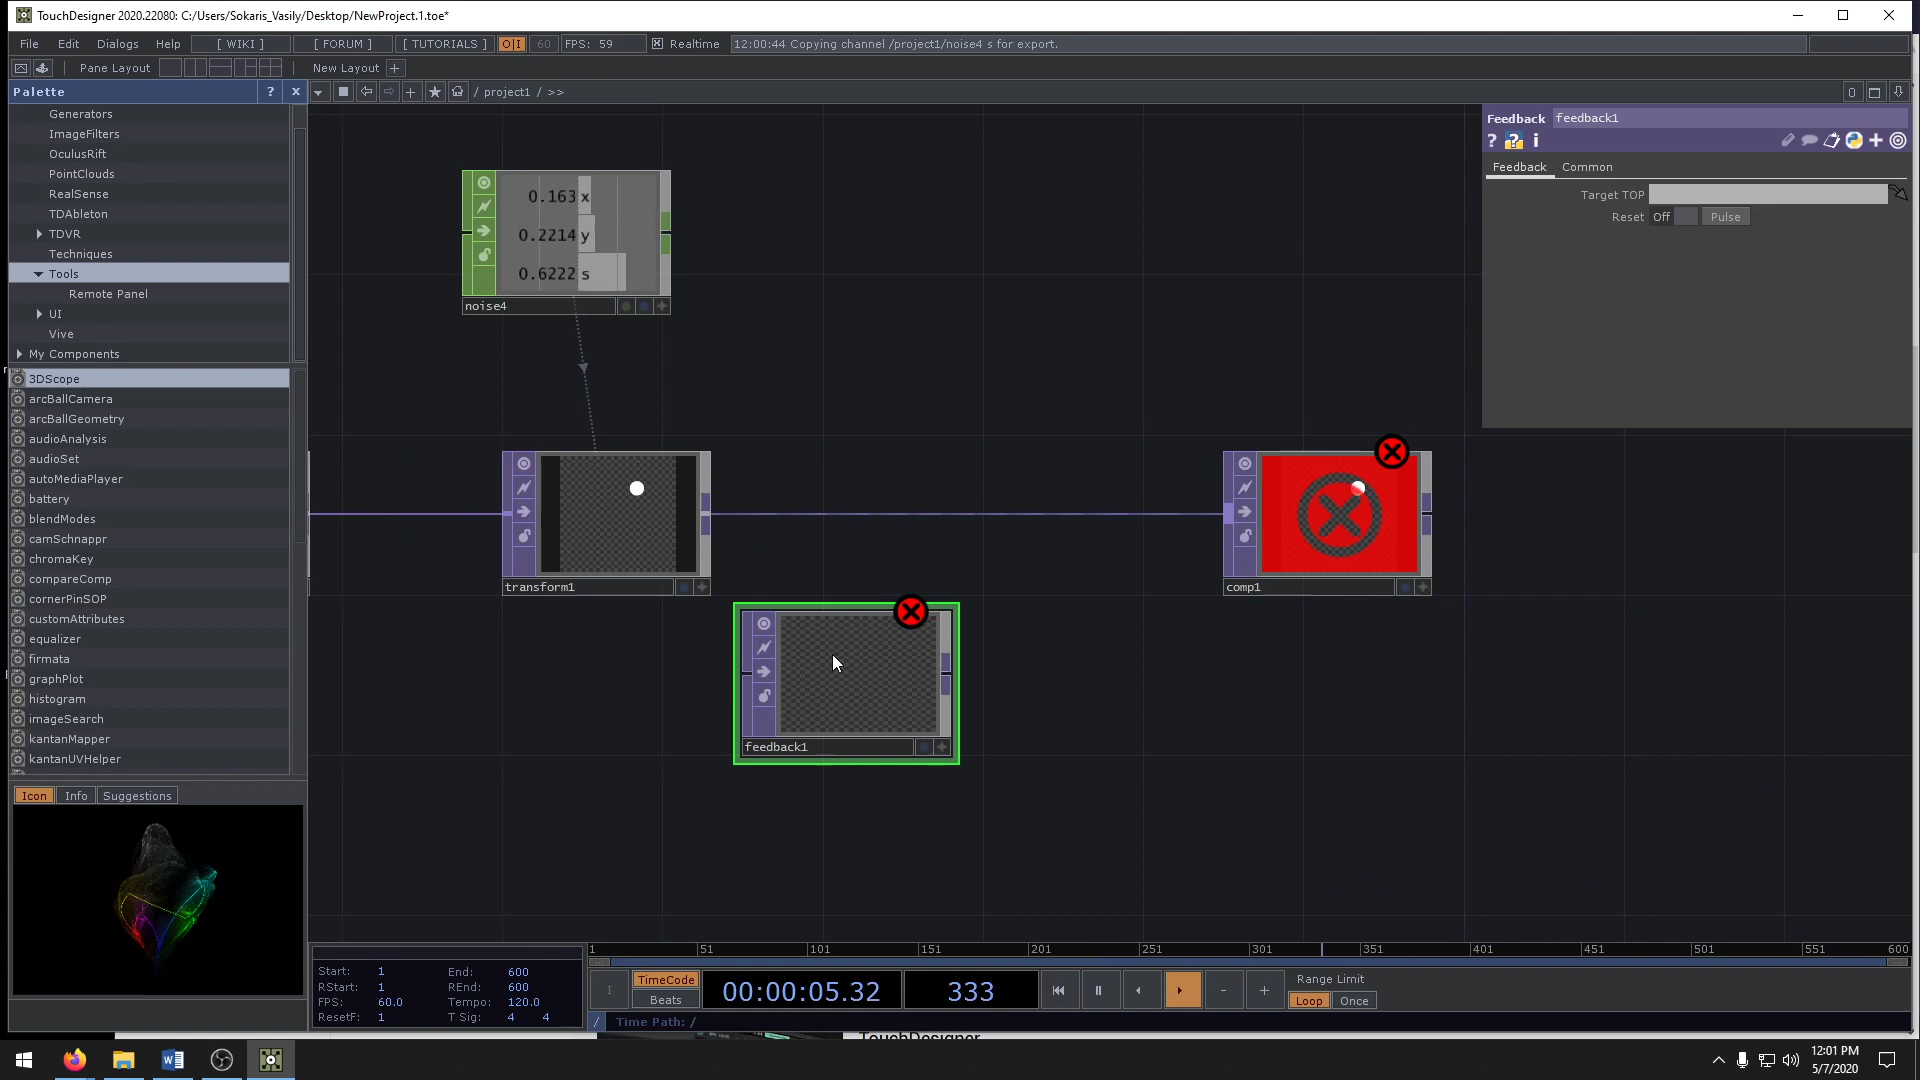 TouchDesigner 2020.22080: C:/Users/Sokaris_Vasily/Desktop/NewProject.1.toe*
File Edit Dialogs Help [ WIKI ] [ FORUM ] [ TUTORIALS ] O|I 60 FPS: 59 Realtime 12:00:44 Copying channel /project1/noise4 s for export.
Pane Layout New Layout +
Palette ? x / project1 / >> 0
Generators
ImageFilters
OculusRift
PointClouds
RealSense
TDAbleton
TDVR
Techniques
Tools
Remote Panel
UI
Vive
My Components
3DScope
arcBallCamera
arcBallGeometry
audioAnalysis
audioSet
autoMediaPlayer
battery
blendModes
camSchnappr
chromaKey
compareComp
cornerPinSOP
customAttributes
equalizer
firmata
graphPlot
histogram
imageSearch
kantanMapper
kantanUVHelper
Icon Info Suggestions
0.163 x
0.2214 y
0.6222 s
noise4
transform1
feedback1
comp1
Feedback feedback1
? ? i
Feedback Common
Target TOP
Reset Off Pulse
1 51 101 151 201 251 301 351 401 451 501 551 600
Start: 1 End: 600
RStart: 1 REnd: 600
FPS: 60.0 Tempo: 120.0
ResetF: 1 T Sig: 4 4
TimeCode
Beats
00:00:05.32 333
- +
Range Limit
Loop Once
/ Time Path: /
TouchDesigner
12:01 PM
5/7/2020